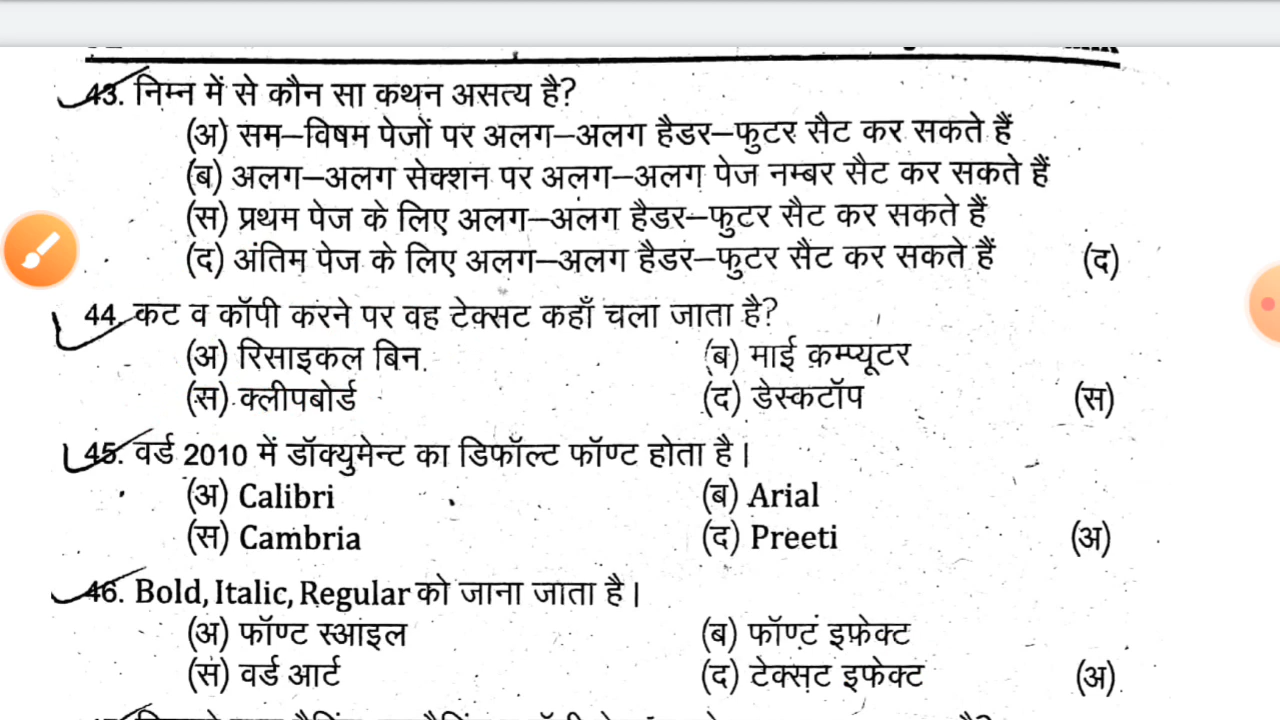 43. निम्न में से कौन सा कथन असत्य है?
(अ) सम–विषम पेजों पर अलग–अलग हैडर–फुटर सैट कर सकते हैं
(ब) अलग–अलग सेक्शन पर अलग–अलग पेज नम्बर सैट कर सकते हैं
(स) प्रथम पेज के लिए अलग–अलग हैडर–फुटर सैट कर सकते हैं
(द) अंतिम पेज के लिए अलग–अलग हैडर–फुटर सैट कर सकते हैं (द)
44. कट व कॉपी करने पर वह टेक्सट कहाँ चला जाता है?
(अ) रिसाइकल बिन (ब) माई कम्प्यूटर
(स) क्लीपबोर्ड (द) डेस्कटॉप (स)
45. वर्ड 2010 में डॉक्युमेन्ट का डिफॉल्ट फॉण्ट होता है।
(अ) Calibri (ब) Arial
(स) Cambria (द) Preeti (अ)
46. Bold, Italic, Regular को जाना जाता है।
(अ) फॉण्ट स्आइल (ब) फॉण्ट इफेक्ट
(स) वर्ड आर्ट (द) टेक्सट इफेक्ट (अ)